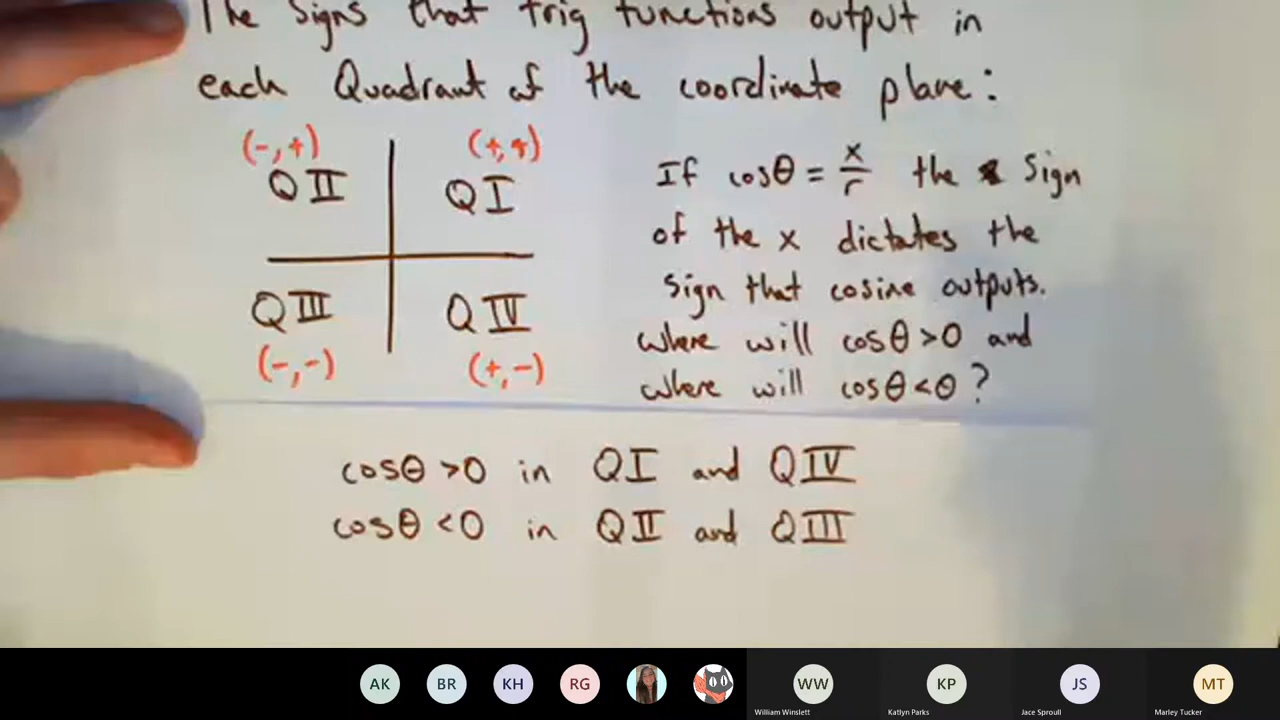 The signs that trig functions output in
each Quadrant of the coordinate plane:
(-,+)
(+,+)
QII
QI
QIII
QIV
(-,-)
(+,-)
If cosθ = x/r the sign
of the x dictates the
sign that cosine outputs.
where will cosθ>0 and
where will cosθ<0?
cosθ >0 in QI and QIV
cosθ <0 in QII and QIII
AK
BR
KH
RG
WW
KP
JS
MT
William Winslett
Katlyn Parks
Jace Sproull
Marley Tucker